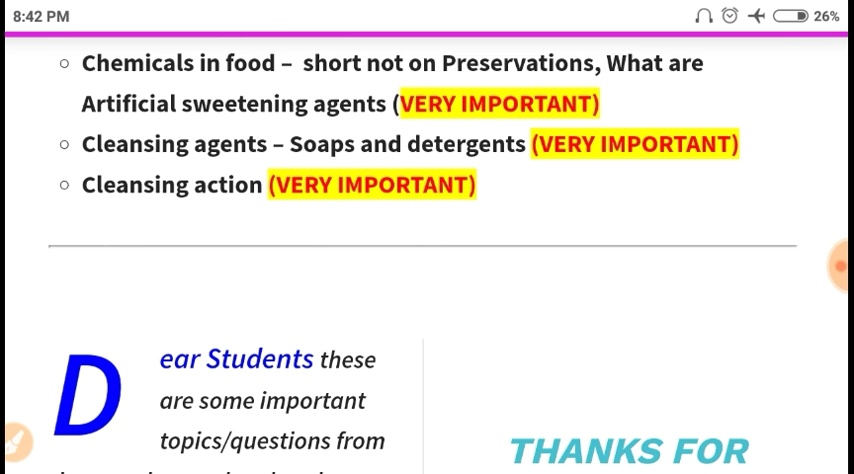 8:42 PM
26%
Chemicals in food – short not on Preservations, What are
Artificial sweetening agents (VERY IMPORTANT)
Cleansing agents – Soaps and detergents (VERY IMPORTANT)
Cleansing action (VERY IMPORTANT)
Dear Students these
are some important
topics/questions from
THANKS FOR